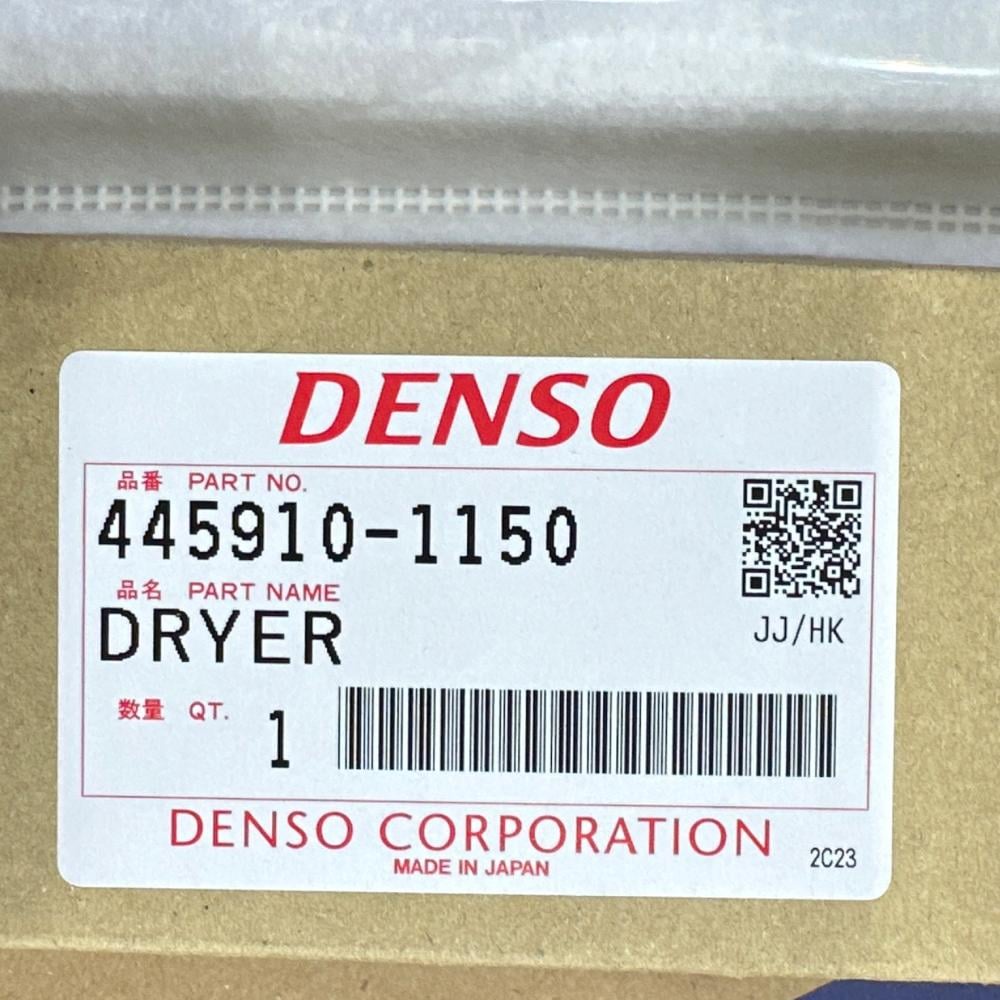 DENSO
品番 PART NO.
445910-1150
品名 PART NAME
DRYER
JJ/HK
数量 QT. 1
DENSO CORPORATION
MADE IN JAPAN
2C23